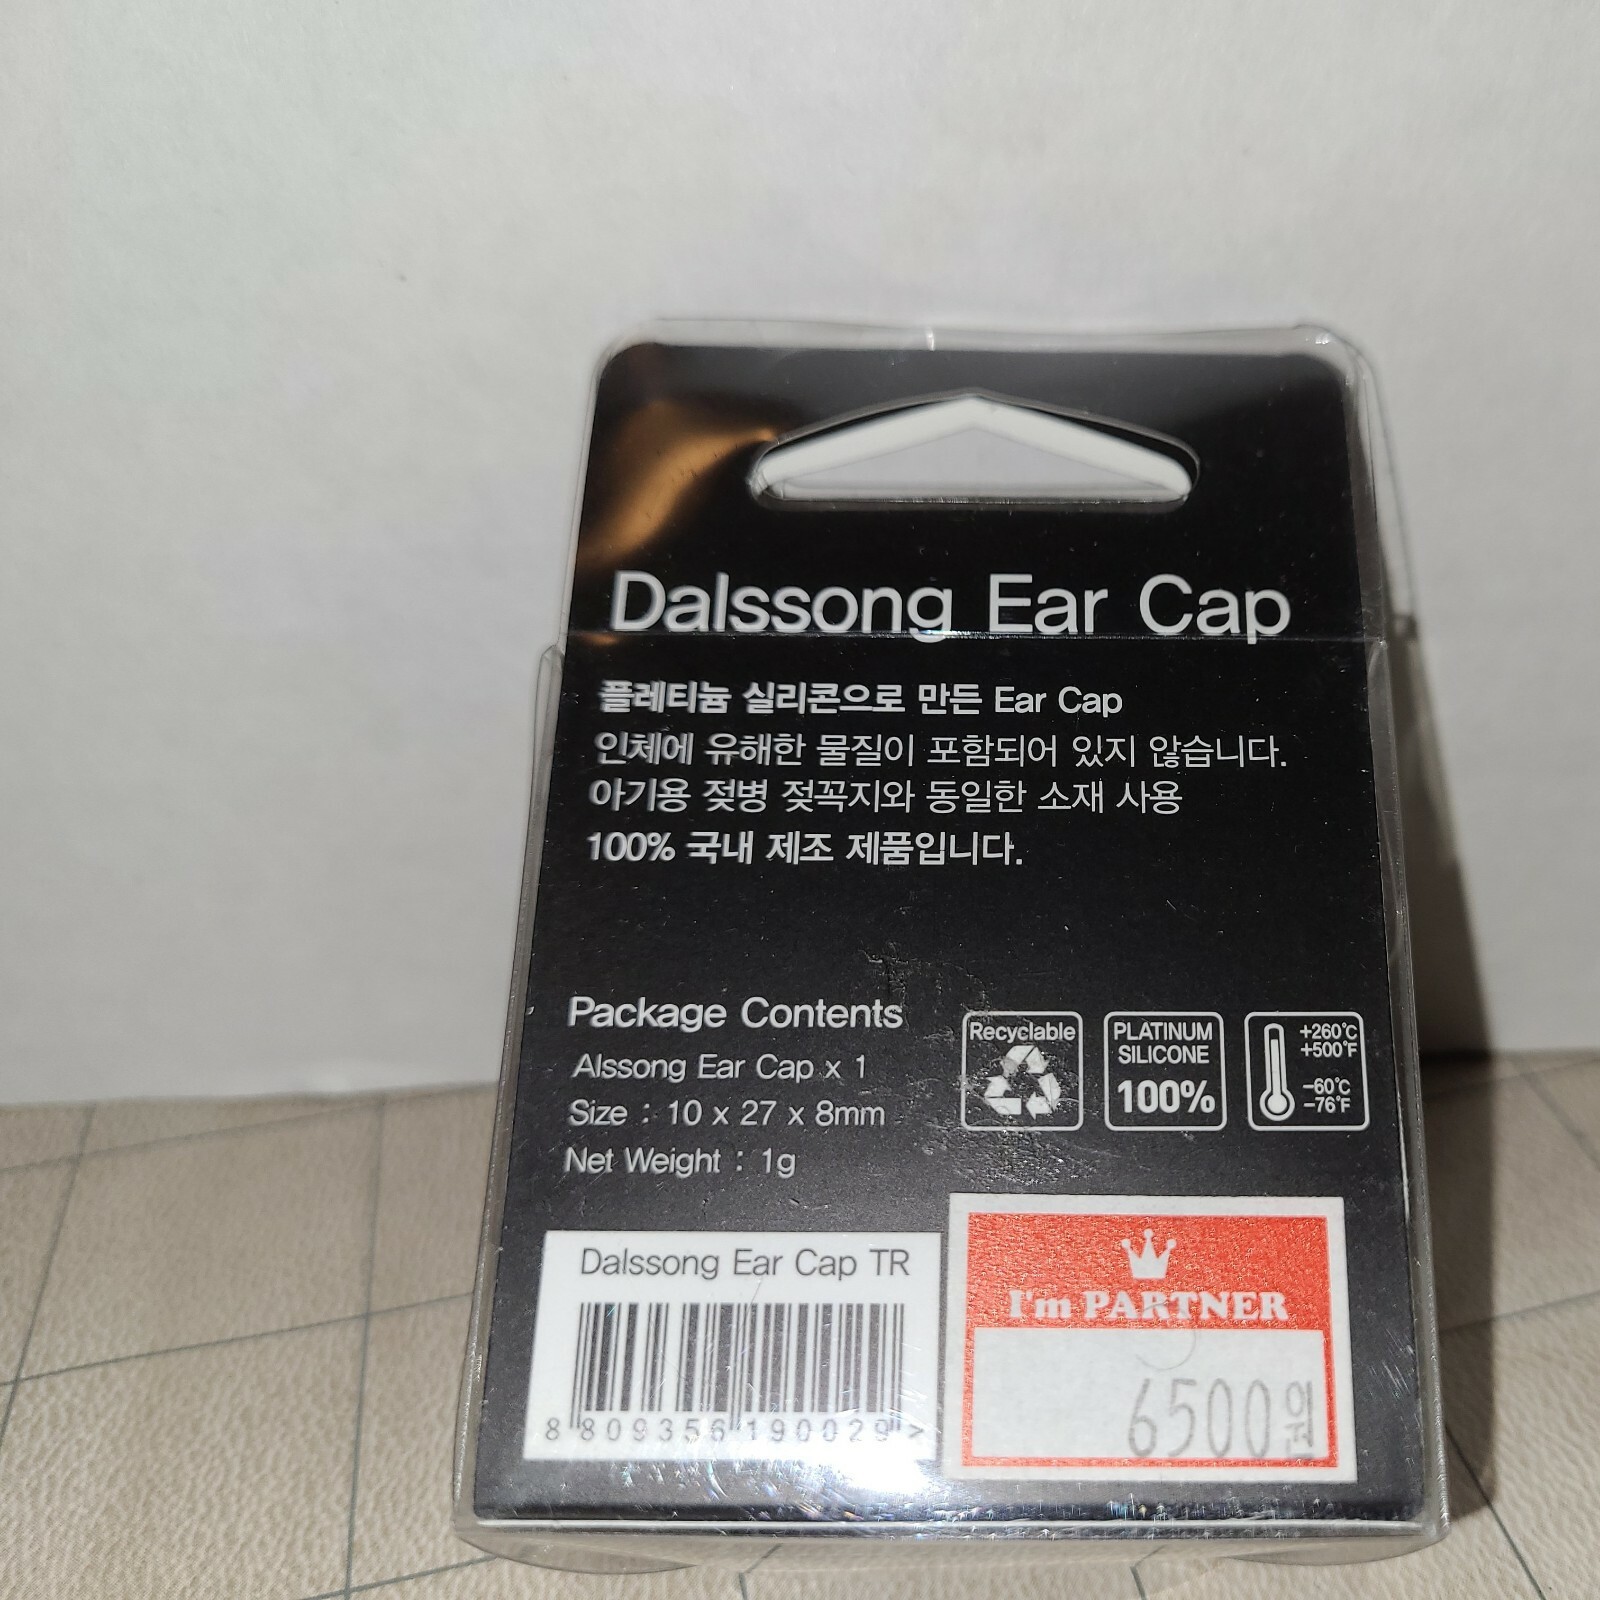 Dalssong Ear Cap
플레티늄 실리콘으로 만든 Ear Cap
인체에 유해한 물질이 포함되어 있지 않습니다.
아기용 젖병 젖꼭지와 동일한 소재 사용
100% 국내 제조 제품입니다.
Package Contents
Alssong Ear Cap x 1
Size : 10 x 27 x 8mm
Net Weight : 1g
Recyclable
PLATINUM
SILICONE
100%
+260°C
+500°F
-60°C
-76°F
Dalssong Ear Cap TR
8 809356 190029 >
I'm PARTNER
6500원